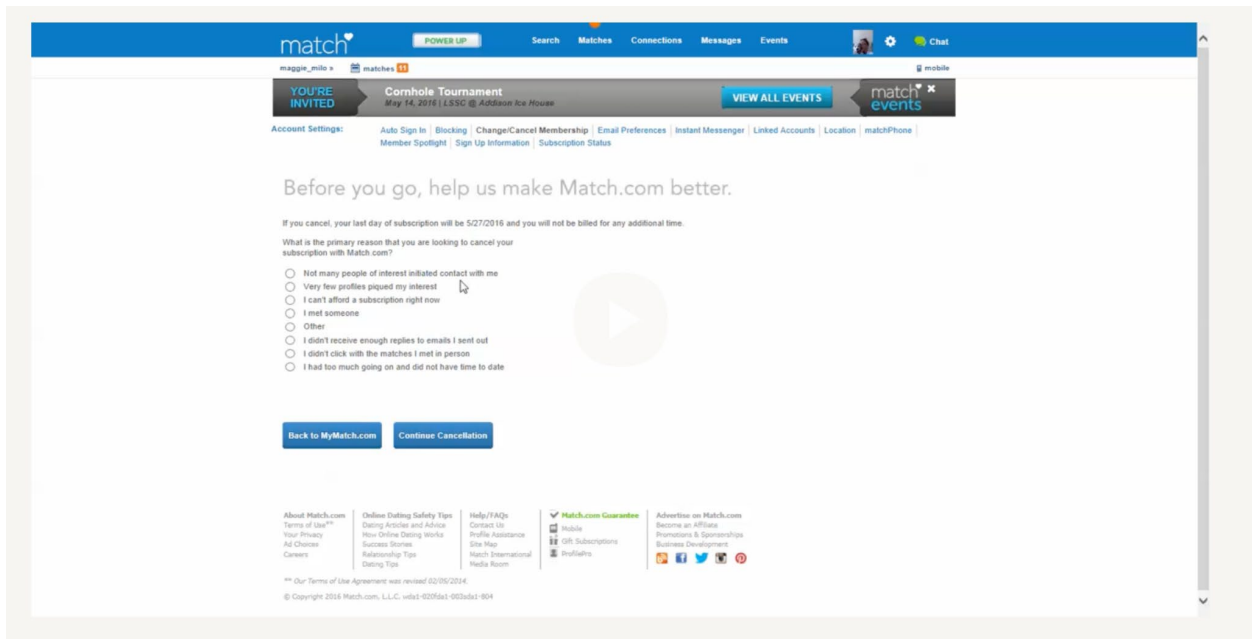 match
POWER UP
Search Matches Connections Messages Events
Chat
maggie_milo »
matches 11
mobile
YOU'RE INVITED
Cornhole Tournament
May 14, 2016 | LSSC @ Addison Ice House
VIEW ALL EVENTS
match events
Account Settings:
Auto Sign In | Blocking | Change/Cancel Membership | Email Preferences | Instant Messenger | Linked Accounts | Location | matchPhone
Member Spotlight | Sign Up Information | Subscription Status
Before you go, help us make Match.com better.
If you cancel, your last day of subscription will be 5/27/2016 and you will not be billed for any additional time.
What is the primary reason that you are looking to cancel your
subscription with Match.com?
Not many people of interest initiated contact with me
Very few profiles piqued my interest
I can't afford a subscription right now
I met someone
Other
I didn't receive enough replies to emails I sent out
I didn't click with the matches I met in person
I had too much going on and did not have time to date
Back to MyMatch.com
Continue Cancellation
About Match.com
Terms of Use**
Your Privacy
Ad Choices
Careers
Online Dating Safety Tips
Dating Articles and Advice
How Online Dating Works
Success Stories
Relationship Tips
Dating Tips
Help/FAQs
Contact Us
Profile Assistance
Site Map
Match International
Media Room
Match.com Guarantee
Mobile
Gift Subscriptions
ProfilePro
Advertise on Match.com
Become an Affiliate
Promotions & Sponsorships
Business Development
** Our Terms of Use Agreement was revised 02/05/2014.
© Copyright 2016 Match.com, L.L.C.